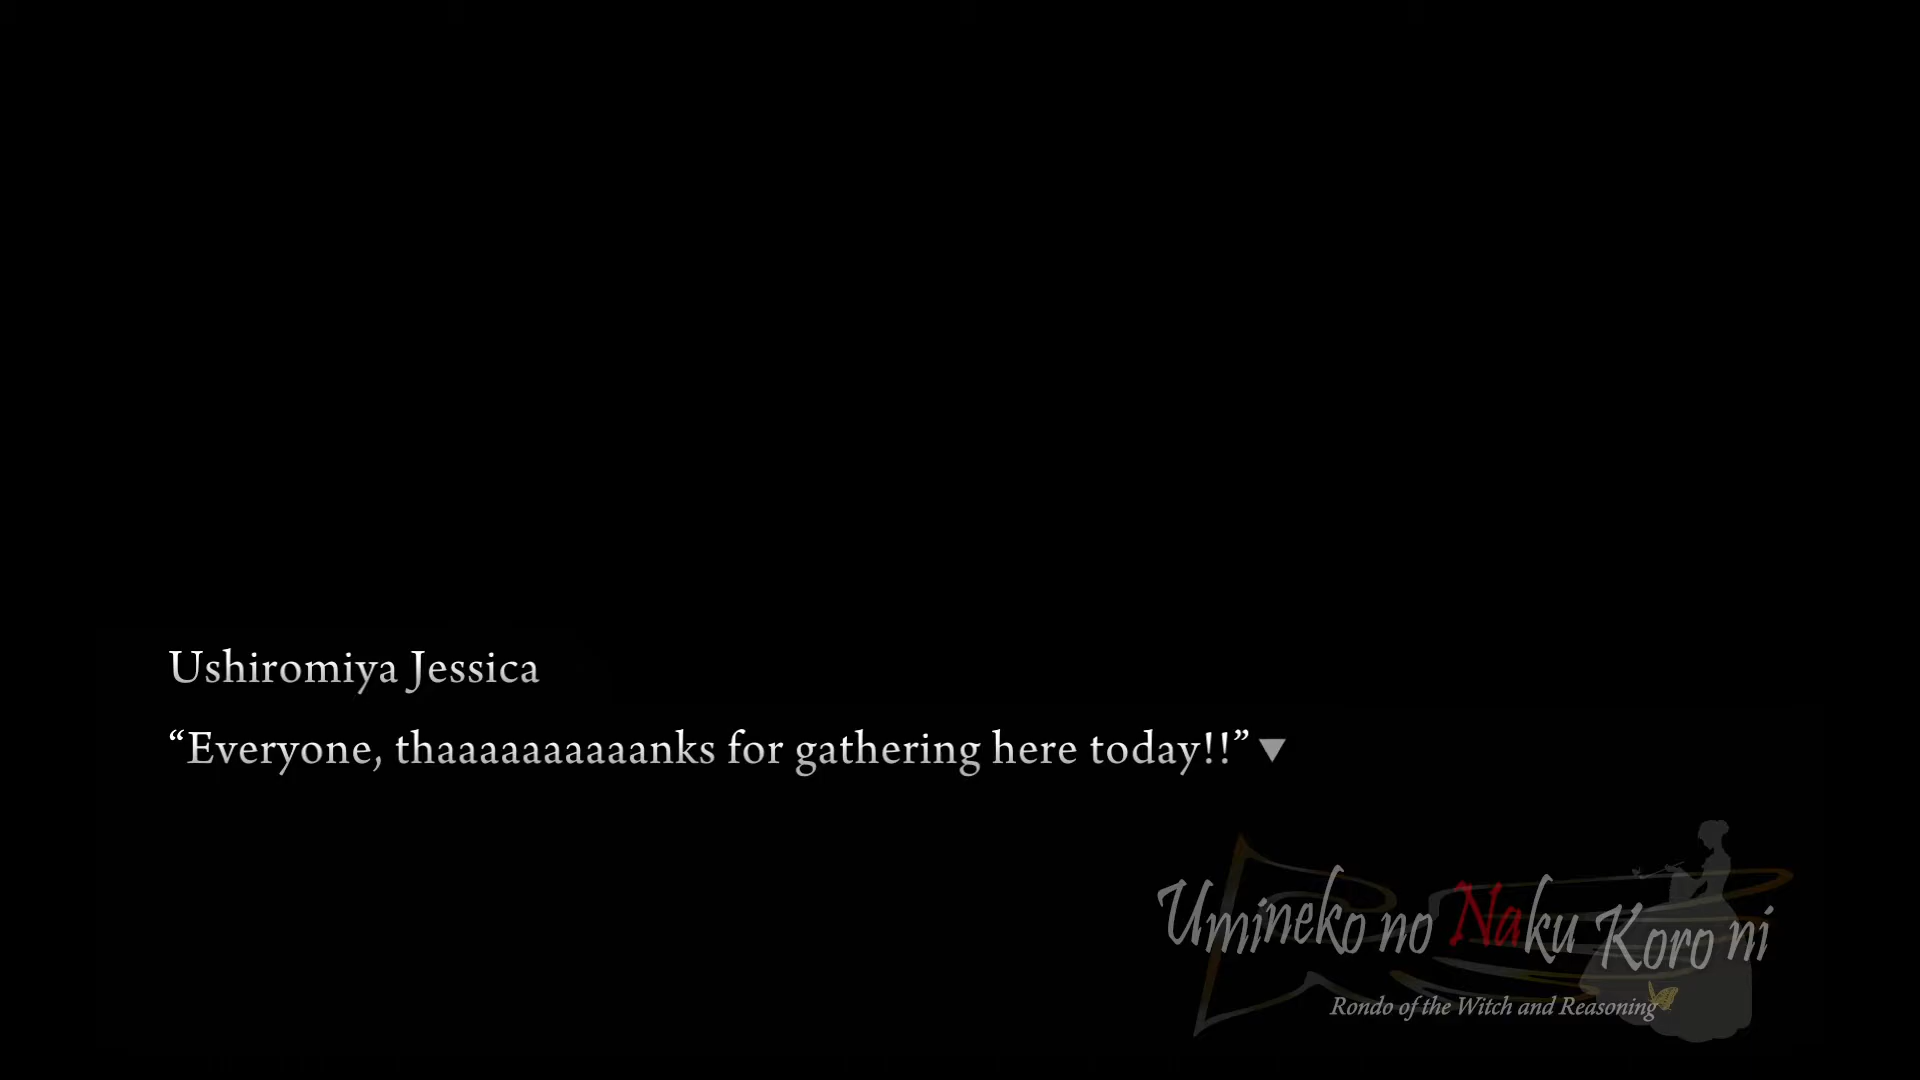 Ushiromiya Jessica
“Everyone, thaaaaaaaaaanks for gathering here today!!”
Umineko no Naku Koro ni
Rondo of the Witch and Reasoning